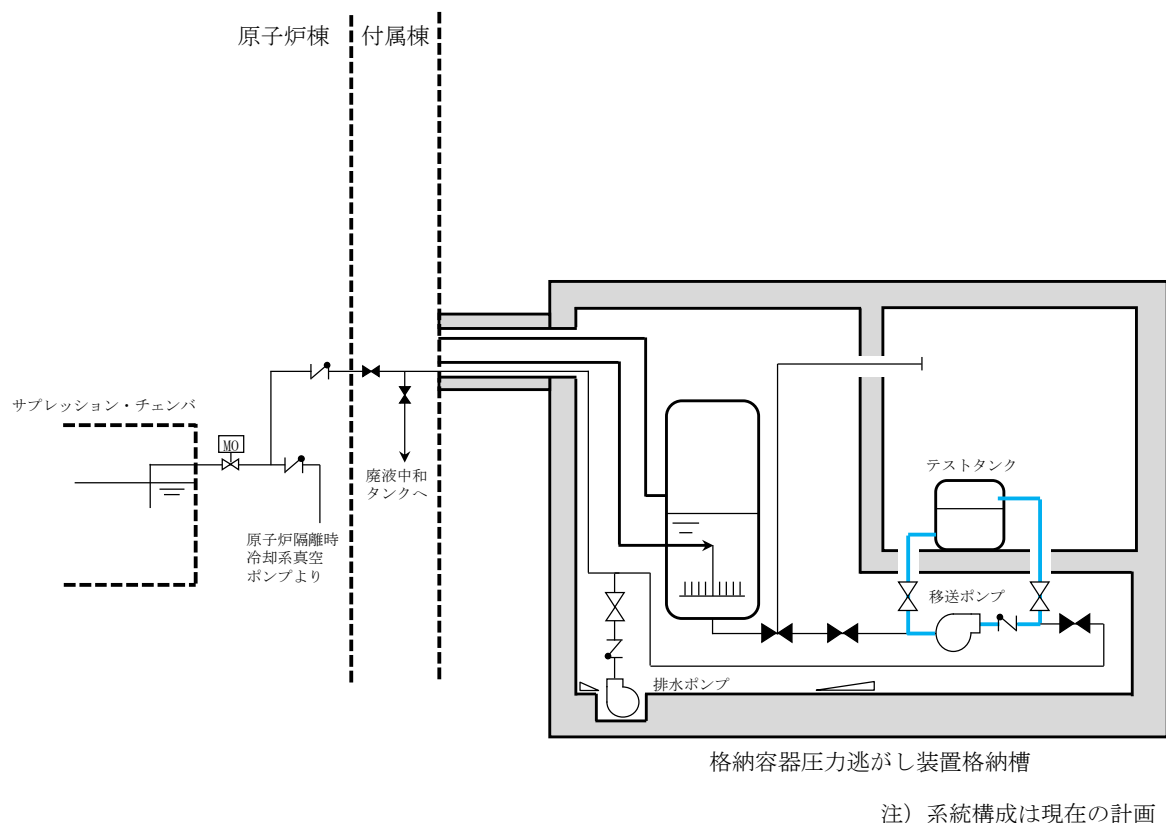 原子炉棟
付属棟
サプレッション・チェンバ
MO
廃液中和
タンクへ
原子炉隔離時
冷却系真空
ポンプより
テストタンク
移送ポンプ
排水ポンプ
格納容器圧力逃がし装置格納槽
注）系統構成は現在の計画